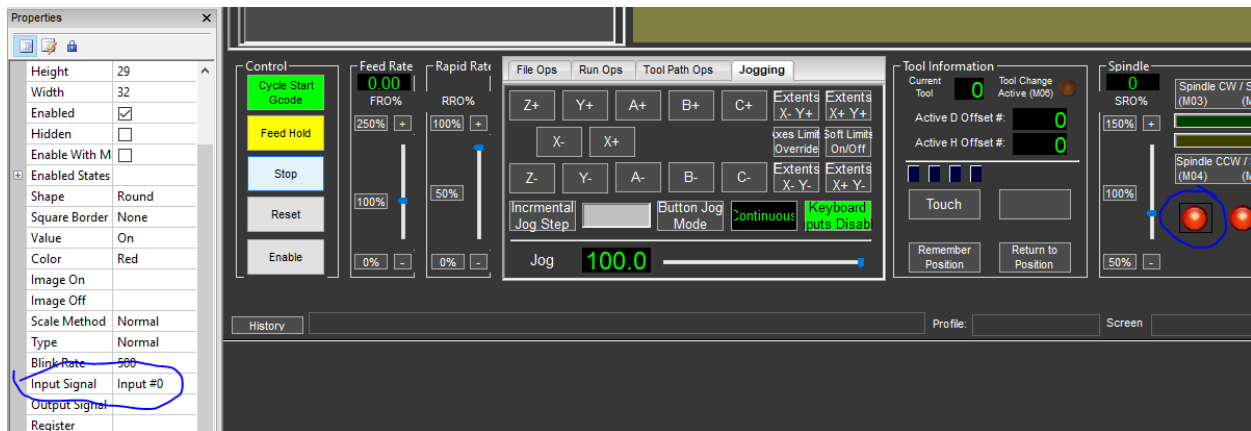 Properties
Height 29
Width 32
Enabled
Hidden
Enable With M
Enabled States
Shape Round
Square Border None
Value On
Color Red
Image On
Image Off
Scale Method Normal
Type Normal
Blink Rate 500
Input Signal Input #0
Output Signal
Register
Control
Cycle Start
Gcode
Feed Hold
Stop
Reset
Enable
Feed Rate
0.00
FRO%
250% +
100%
0% -
Rapid Rate
RRO%
100% +
50%
0% -
File Ops Run Ops Tool Path Ops Jogging
Z+ Y+ A+ B+ C+
Extents
X- Y+
Extents
X+ Y+
X- X+
xes Limit
Override
Soft Limits
On/Off
Z- Y- A- B- C-
Extents
X- Y-
Extents
X+ Y-
Incrmental
Jog Step
Button Jog
Mode
Continuous
Keyboard
puts Disab
Jog 100.0
Tool Information
Current
Tool
0
Tool Change
Active (M06)
Active D Offset #: 0
Active H Offset #: 0
Touch
Remember
Position
Return to
Position
Spindle
0
SRO%
150% +
100%
50% -
Spindle CW / S
(M03)
Spindle CCW /
(M04)
History
Profile:
Screen